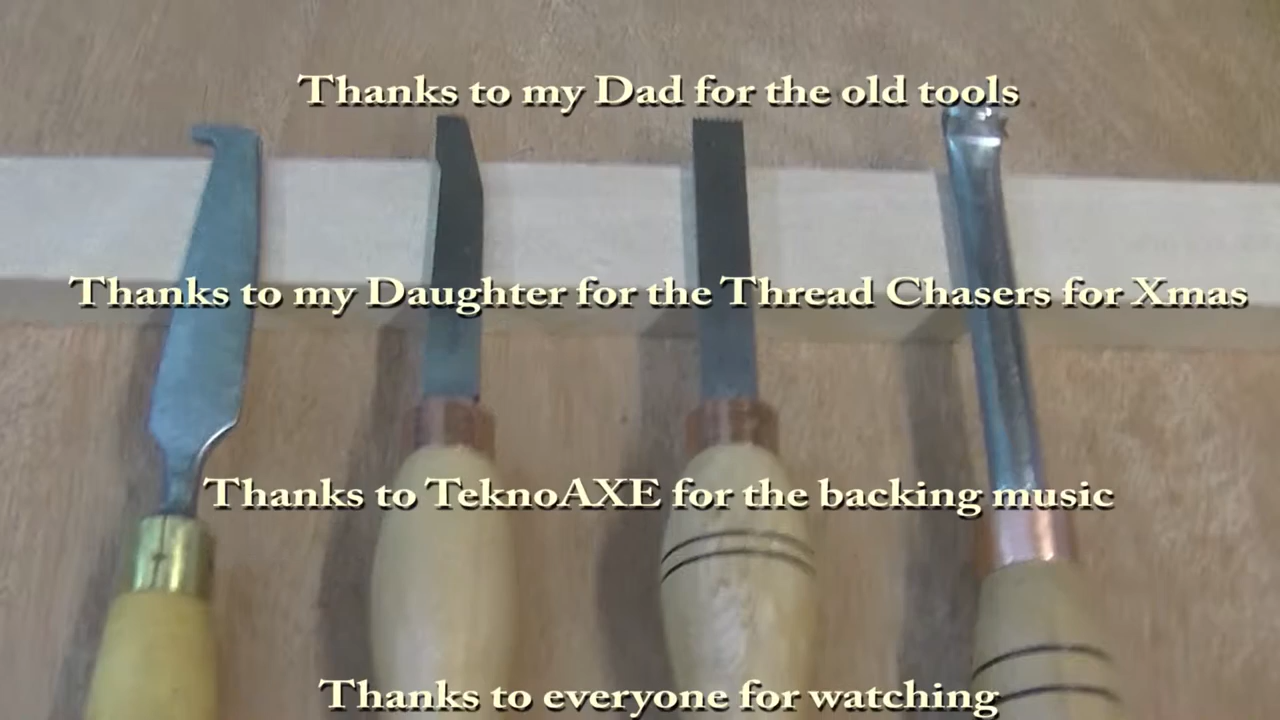 Thanks to my Dad for the old tools
Thanks to my Daughter for the Thread Chasers for Xmas
Thanks to TeknoAXE for the backing music
Thanks to everyone for watching